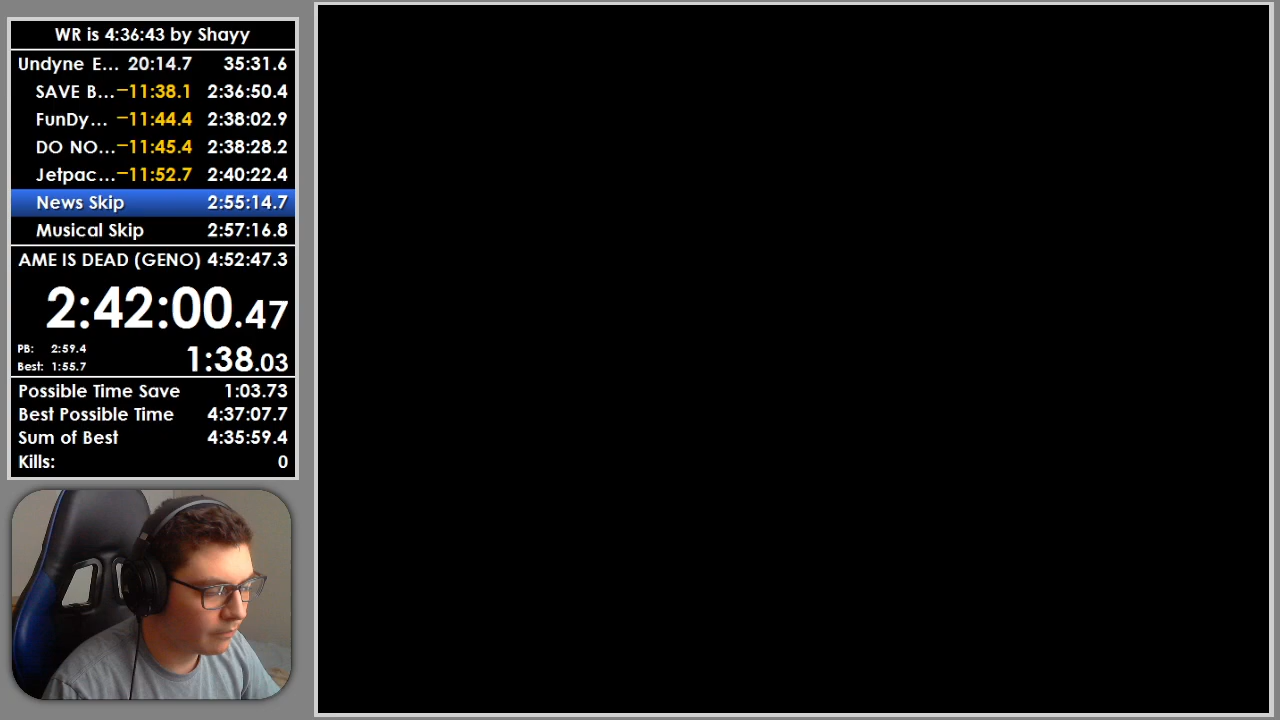 WR is 4:36:43 by Shayy
Undyne E... 20:14.7 35:31.6
SAVE B... −11:38.1 2:36:50.4
FunDy... −11:44.4 2:38:02.9
DO NO... −11:45.4 2:38:28.2
Jetpac... −11:52.7 2:40:22.4
News Skip 2:55:14.7
Musical Skip 2:57:16.8
AME IS DEAD (GENO) 4:52:47.3
2:42:00.47
PB: 2:59.4
Best: 1:55.7
1:38.03
Possible Time Save 1:03.73
Best Possible Time 4:37:07.7
Sum of Best 4:35:59.4
Kills: 0